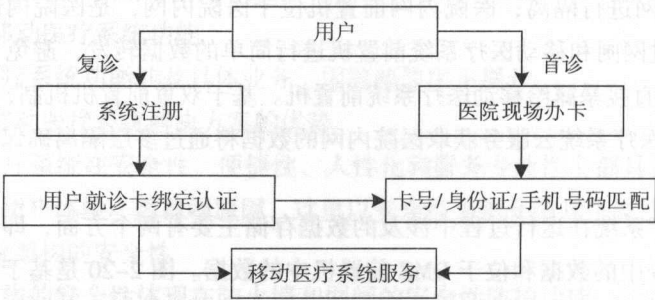 用户
复诊 首诊
系统注册 医院现场办卡
用户就诊卡绑定认证 卡号/身份证/手机号码匹配
移动医疗系统服务